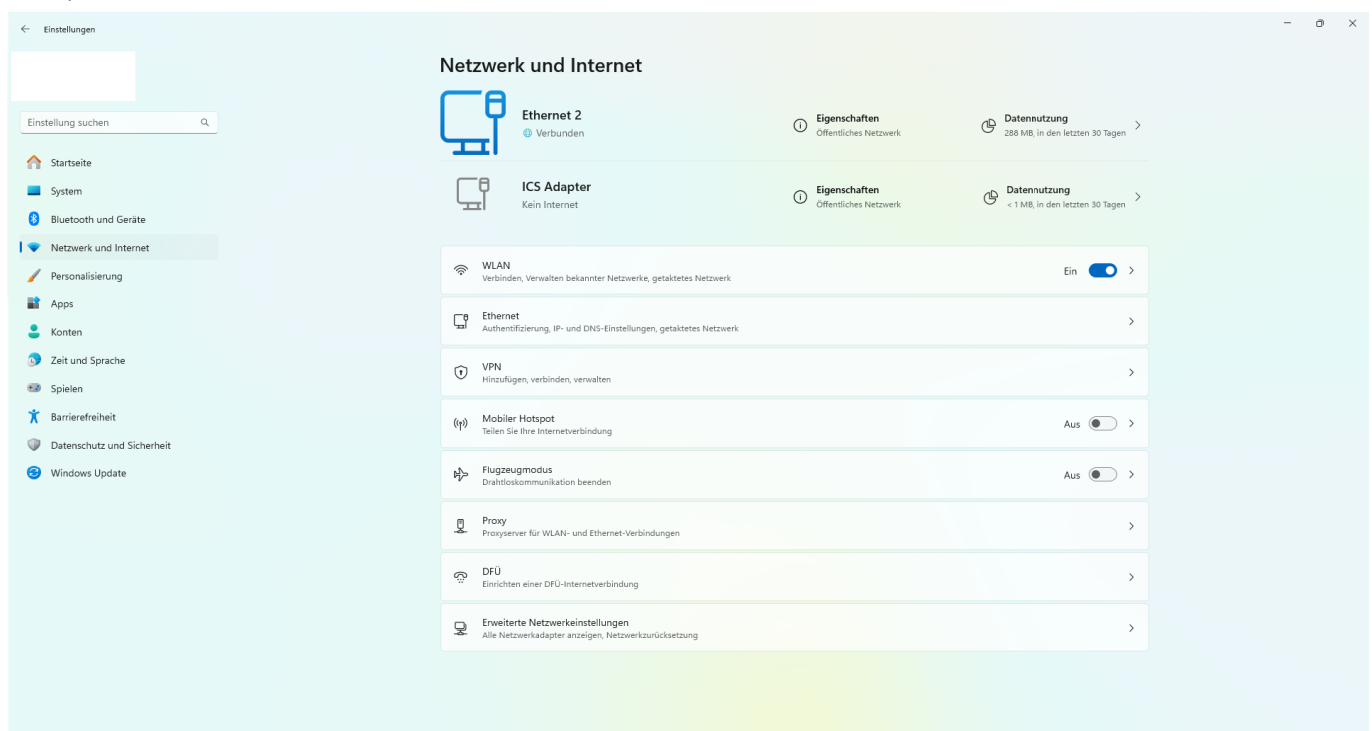 Einstellungen
Einstellung suchen
Startseite
System
Bluetooth und Geräte
Netzwerk und Internet
Personalisierung
Apps
Konten
Zeit und Sprache
Spielen
Barrierefreiheit
Datenschutz und Sicherheit
Windows Update
Netzwerk und Internet
Ethernet 2
Verbunden
Eigenschaften
Öffentliches Netzwerk
Datennutzung
288 MB, in den letzten 30 Tagen
ICS Adapter
Kein Internet
Eigenschaften
Öffentliches Netzwerk
Datennutzung
< 1 MB, in den letzten 30 Tagen
WLAN
Verbinden, Verwalten bekannter Netzwerke, getaktetes Netzwerk
Ein
Ethernet
Authentifizierung, IP- und DNS-Einstellungen, getaktetes Netzwerk
VPN
Hinzufügen, verbinden, verwalten
Mobiler Hotspot
Teilen Sie Ihre Internetverbindung
Aus
Flugzeugmodus
Drahtloskommunikation beenden
Aus
Proxy
Proxyserver für WLAN- und Ethernet-Verbindungen
DFÜ
Einrichten einer DFÜ-Internetverbindung
Erweiterte Netzwerkeinstellungen
Alle Netzwerkadapter anzeigen, Netzwerkzurücksetzung